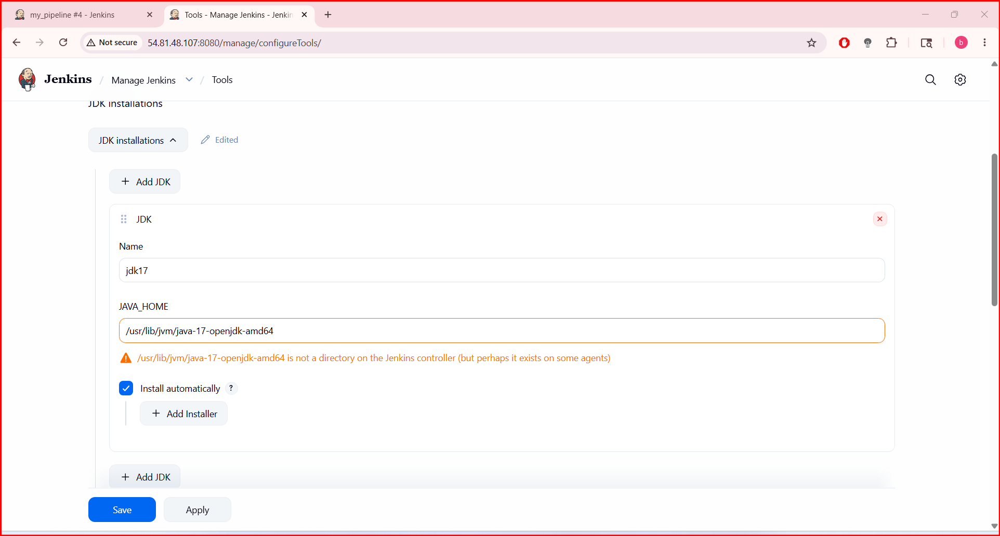 my_pipeline #4 - Jenkins
Tools - Manage Jenkins - Jenkin
Not secure
54.81.48.107:8080/manage/configureTools/
b
Jenkins / Manage Jenkins / Tools
JDK installations
JDK installations
Edited
+ Add JDK
JDK
Name
jdk17
JAVA_HOME
/usr/lib/jvm/java-17-openjdk-amd64
/usr/lib/jvm/java-17-openjdk-amd64 is not a directory on the Jenkins controller (but perhaps it exists on some agents)
Install automatically ?
+ Add Installer
+ Add JDK
Save
Apply